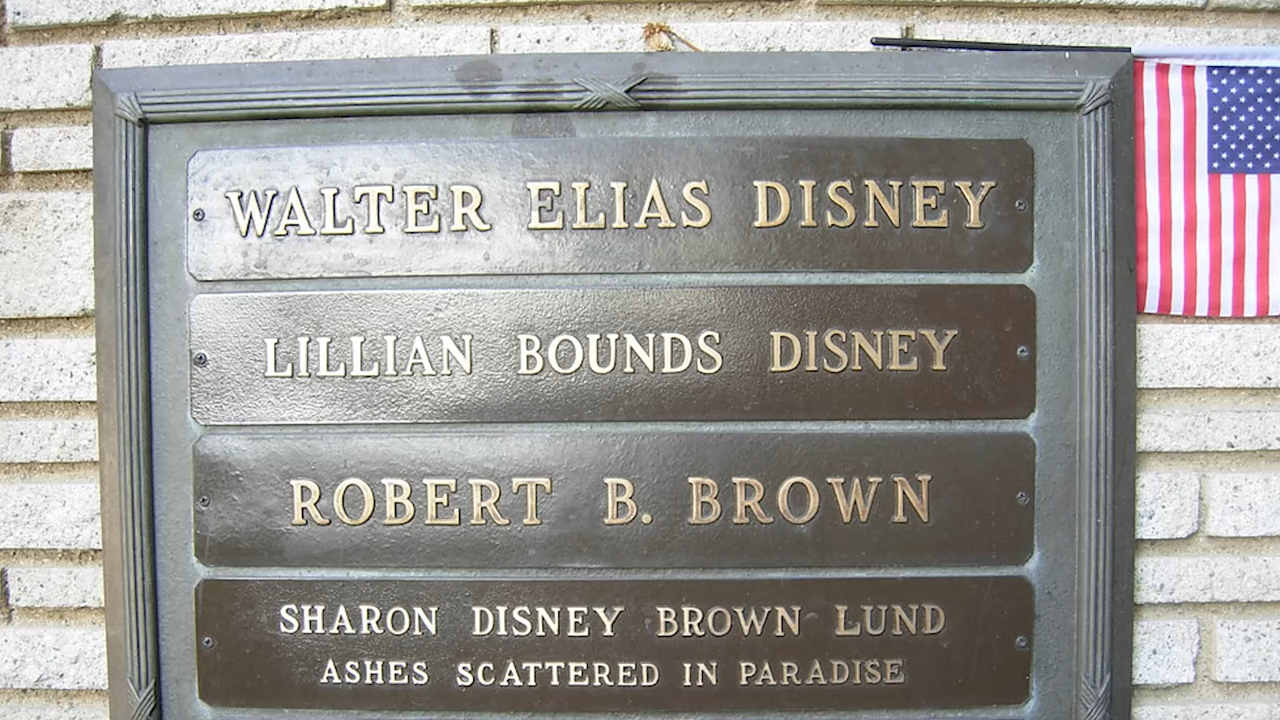 WALTER ELIAS DISNEY
LILLIAN BOUNDS DISNEY
ROBERT B. BROWN
SHARON DISNEY BROWN LUND
ASHES SCATTERED IN PARADISE